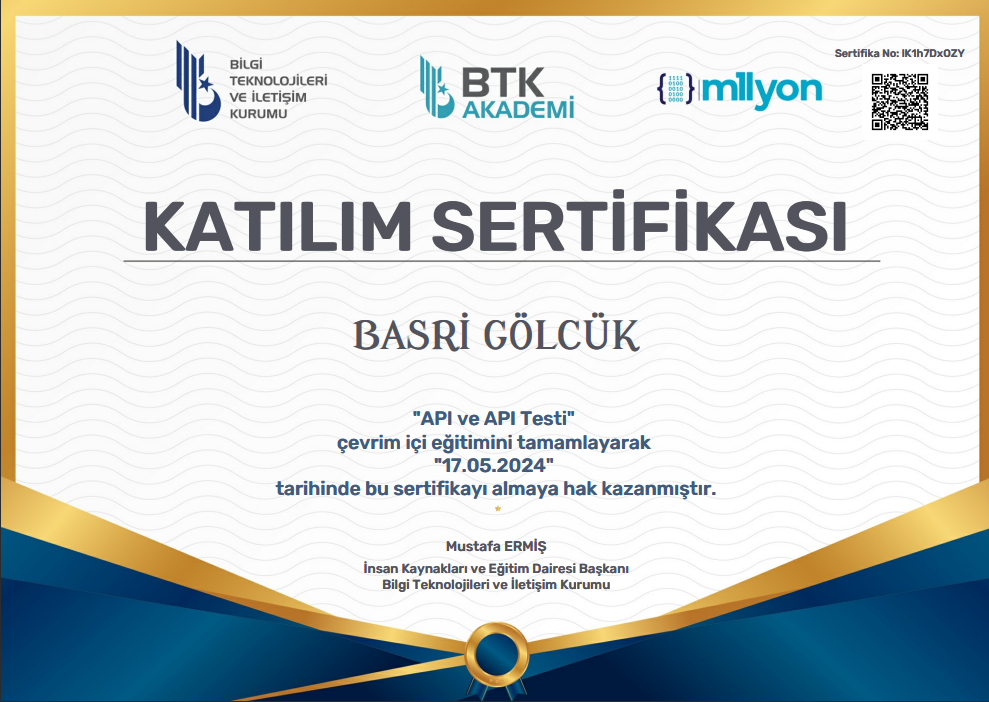 BİLGİ
TEKNOLOJİLERİ
VE İLETİŞİM
KURUMU
BTK
AKADEMİ
1111
0100
0010
0100
0000
m1lyon
Sertifika No: lK1h7DxOZY
KATILIM SERTİFİKASI
BASRİ GÖLCÜK
"API ve API Testi"
çevrim içi eğitimini tamamlayarak
"17.05.2024"
tarihinde bu sertifikayı almaya hak kazanmıştır.
Mustafa ERMİŞ
İnsan Kaynakları ve Eğitim Dairesi Başkanı
Bilgi Teknolojileri ve İletişim Kurumu